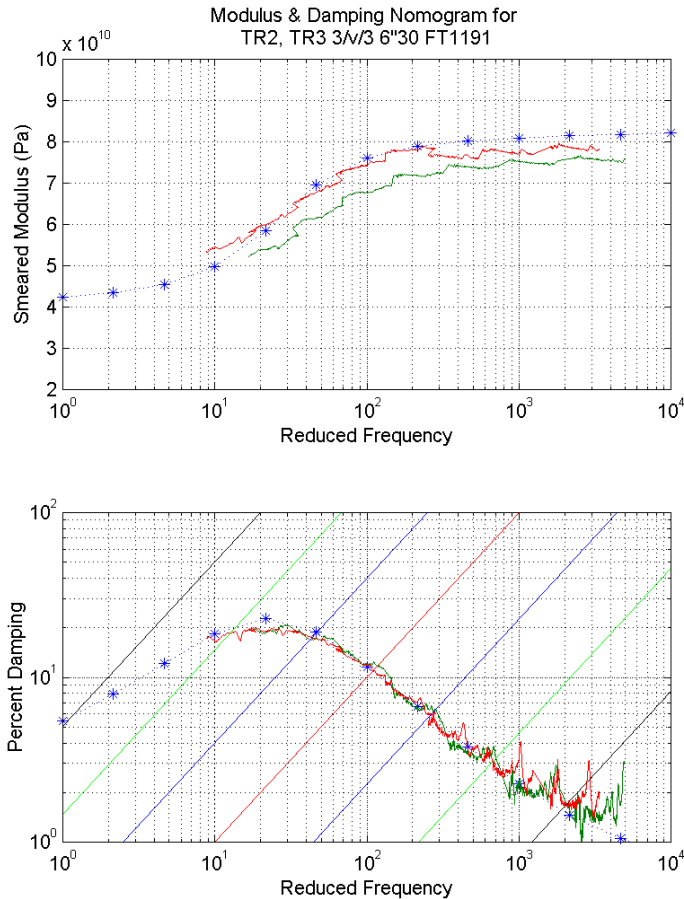 Modulus & Damping Nomogram for
TR2, TR3 3/v/3 6"30 FT1191
x 10^10
10
9
8
7
6
5
4
3
2
Smeared Modulus (Pa)
10^0 10^1 10^2 10^3 10^4
Reduced Frequency
10^2
10^1
10^0
Percent Damping
10^0 10^1 10^2 10^3 10^4
Reduced Frequency